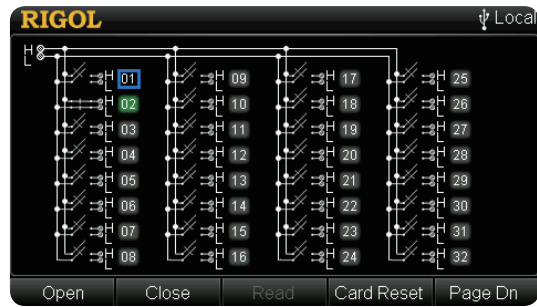 RIGOL Local
H
L
H 01 H 09 H 17 H 25
L L L L
H 02 H 10 H 18 H 26
L L L L
H 03 H 11 H 19 H 27
L L L L
H 04 H 12 H 20 H 28
L L L L
H 05 H 13 H 21 H 29
L L L L
H 06 H 14 H 22 H 30
L L L L
H 07 H 15 H 23 H 31
L L L L
H 08 H 16 H 24 H 32
L L L L
Open Close Read Card Reset Page Dn